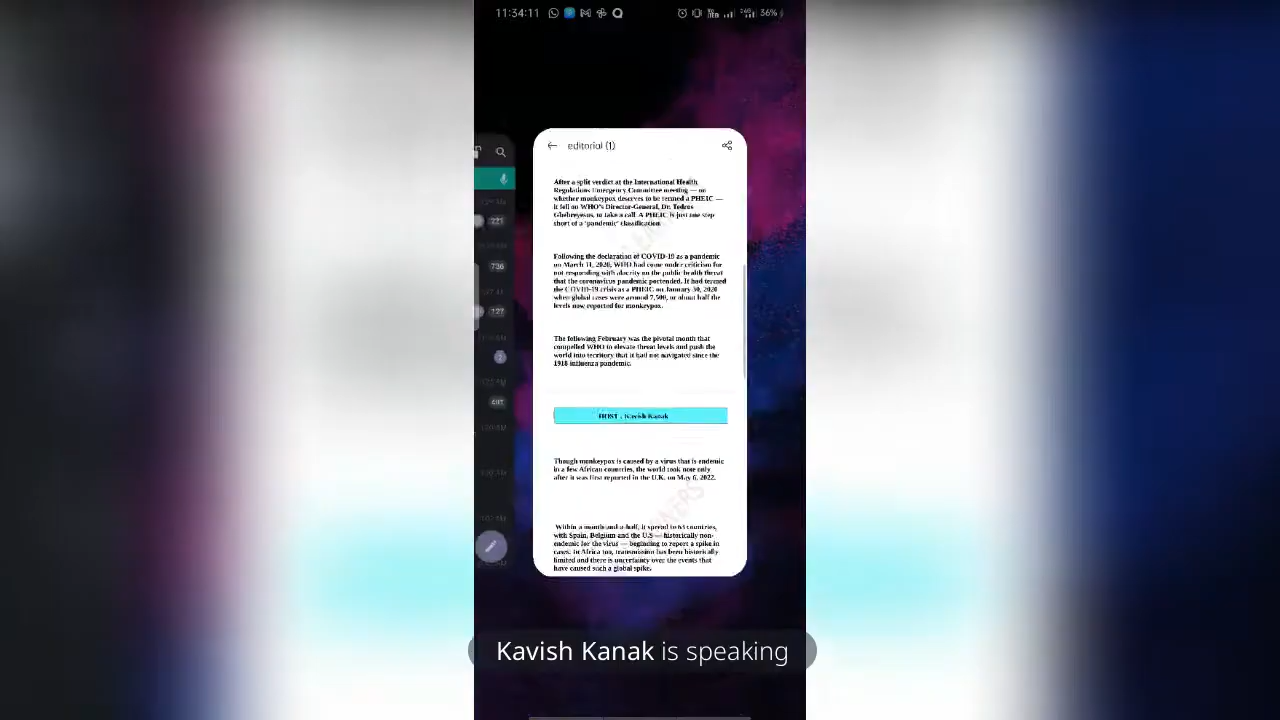 11:34:11
36%
editorial (1)
After a split verdict at the International Health
Regulations Emergency Committee meeting — on
whether monkeypox deserves to be termed a PHEIC —
it fell on WHO's Director-General, Dr. Tedros
Ghebreyesus, to take a call. A PHEIC is just one step
short of a 'pandemic' classification.
221
Following the declaration of COVID-19 as a pandemic
on March 11, 2020, WHO had come under criticism for
736
not responding with alacrity on the public health threat
that the coronavirus pandemic portended. It had termed
the COVID-19 crisis as a PHEIC on January 30, 2020
when global cases were around 7,500, or about half the
levels now reported for monkeypox.
727
The following February was the pivotal month that
compelled WHO to elevate threat levels and push the
world into territory that it had not navigated since the
1918 influenza pandemic.
HOST - Kavish Kanak
Though monkeypox is caused by a virus that is endemic
in a few African countries, the world took note only
after it was first reported in the U.K. on May 6, 2022.
Within a month-and-a-half, it spread to 63 countries,
with Spain, Belgium and the U.S — historically non-
endemic for the virus — beginning to report a spike in
cases. In Africa too, transmission has been historically
limited and there is uncertainty over the events that
have caused such a global spike.
Kavish Kanak is speaking